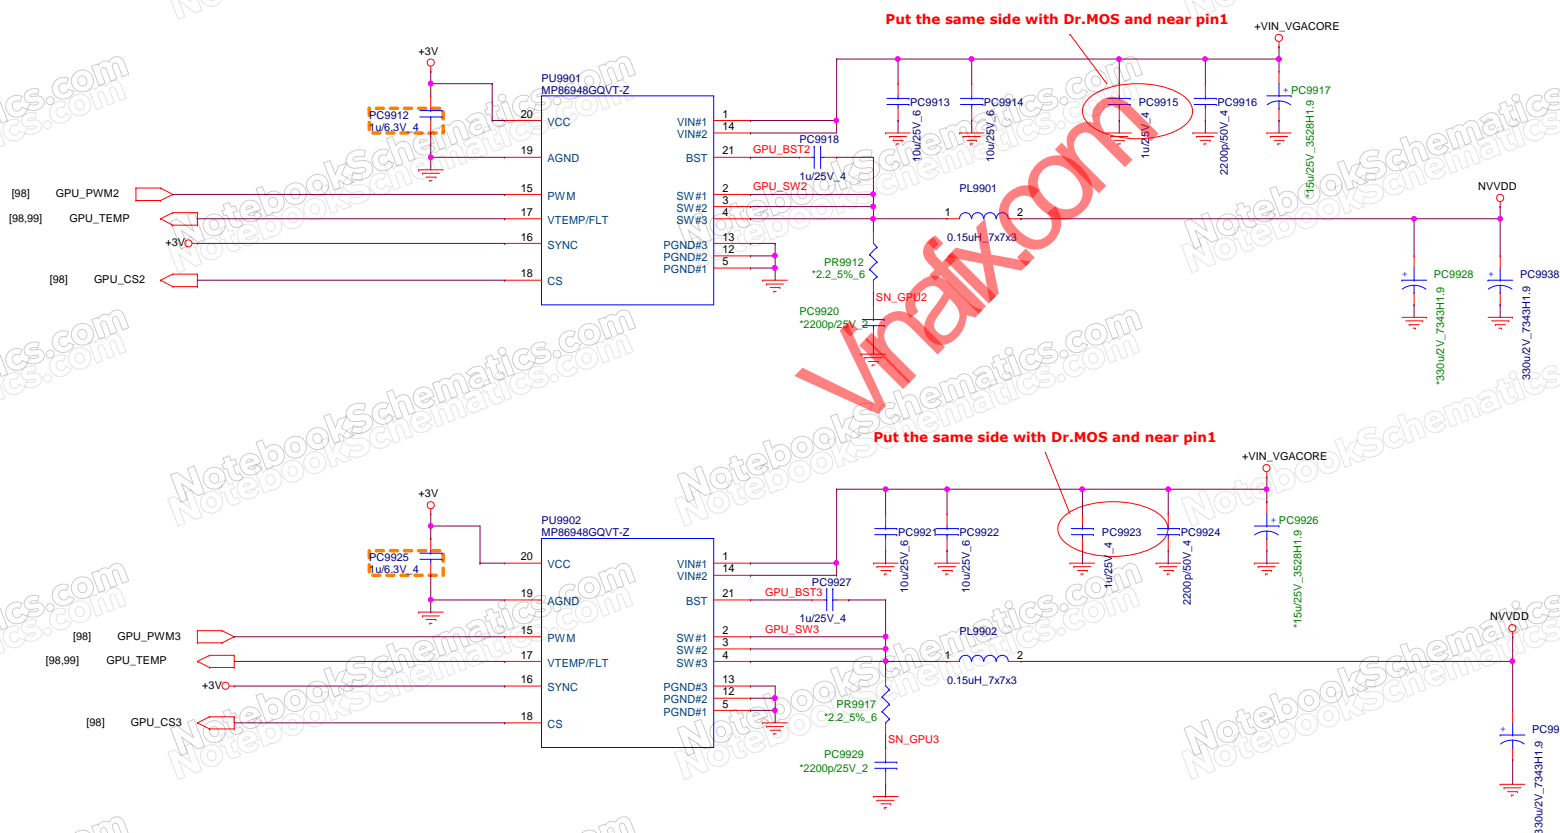 Put the same side with Dr.MOS and near pin1
+VIN_VGACORE
+3V
PU9901
MP86948GQVT-Z
PC9912
1u/6.3V_4
20
VCC
19
AGND
15
PWM
17
VTEMP/FLT
16
SYNC
18
CS
VIN#1
1
VIN#2
14
BST
21
SW#1
2
SW#2
3
SW#3
4
PGND#3
13
PGND#2
12
PGND#1
5
[98]
GPU_PWM2
[98,99]
GPU_TEMP
+3V
[98]
GPU_CS2
GPU_BST2
PC9918
1u/25V_4
GPU_SW2
PC9913
10u/25V_6
PC9914
10u/25V_6
PC9915
1u/25V_4
PC9916
2200p/50V_4
+
PC9917
*15u/25V_3528H1.9
PL9901
1
2
0.15uH_7x7x3
NVVDD
PR9912
*2.2_5%_6
SN_GPU2
PC9920
*2200p/25V_2
+
PC9928
*330u/2V_7343H1.9
+
PC9938
330u/2V_7343H1.9
Vinafix.com
Put the same side with Dr.MOS and near pin1
+VIN_VGACORE
+3V
PU9902
MP86948GQVT-Z
PC9925
1u/6.3V_4
20
VCC
19
AGND
15
PWM
17
VTEMP/FLT
16
SYNC
18
CS
VIN#1
1
VIN#2
14
BST
21
SW#1
2
SW#2
3
SW#3
4
PGND#3
13
PGND#2
12
PGND#1
5
[98]
GPU_PWM3
[98,99]
GPU_TEMP
+3V
[98]
GPU_CS3
GPU_BST3
PC9927
1u/25V_4
GPU_SW3
PC9921
10u/25V_6
PC9922
10u/25V_6
PC9923
1u/25V_4
PC9924
2200p/50V_4
+
PC9926
*15u/25V_3528H1.9
PL9902
1
2
0.15uH_7x7x3
NVVDD
PR9917
*2.2_5%_6
SN_GPU3
PC9929
*2200p/25V_2
+
PC99
330u/2V_7343H1.9
NotebookSchematics.com
NotebookSchematics.com